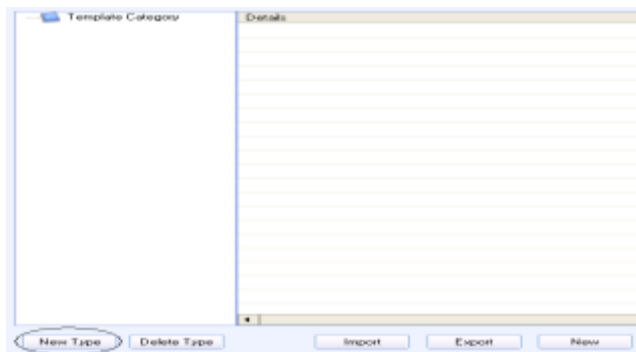 Template Category
Details
New Type
Delete Type
Import
Export
New